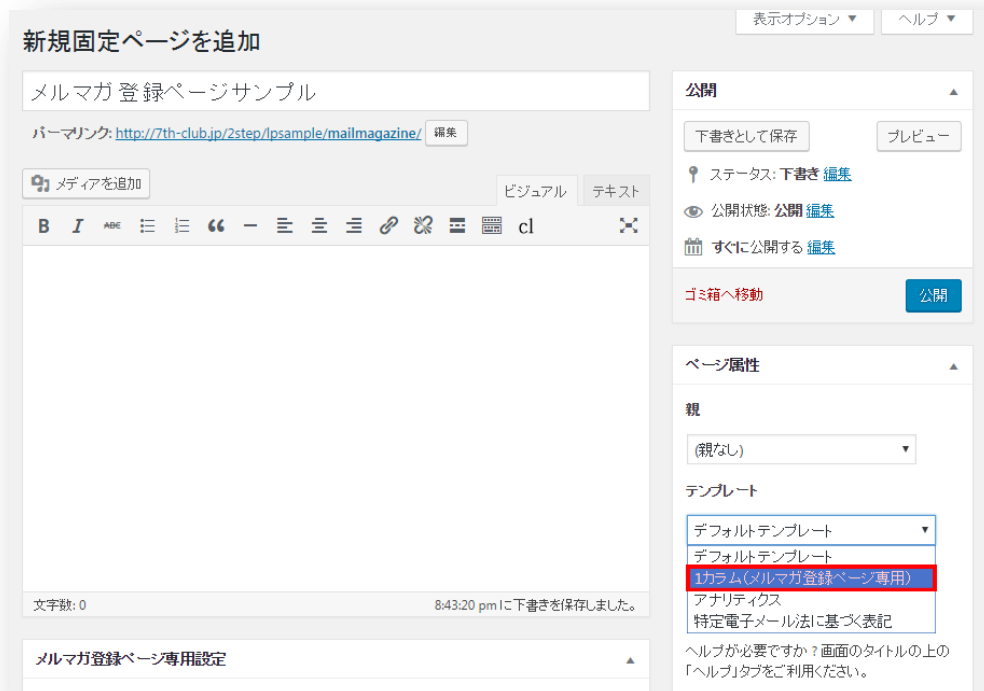 表示オプション ▼ ヘルプ ▼
新規固定ページを追加
メルマガ登録ページサンプル
パーマリンク: http://7th-club.jp/2step/lpsample/mailmagazine/ 編集
メディアを追加
ビジュアル テキスト
B I ABC cl
文字数: 0 8:43:20 pm に下書きを保存しました。
メルマガ登録ページ専用設定 ▲
公開 ▲
下書きとして保存 プレビュー
ステータス: 下書き 編集
公開状態: 公開 編集
すぐに公開する 編集
ゴミ箱へ移動 公開
ページ属性 ▲
親
(親なし) ▼
テンプレート
デフォルトテンプレート ▼
デフォルトテンプレート
1カラム(メルマガ登録ページ専用)
アナリティクス
特定電子メール法に基づく表記
ヘルプが必要ですか ? 画面のタイトルの上の
「ヘルプ」タブをご利用ください。